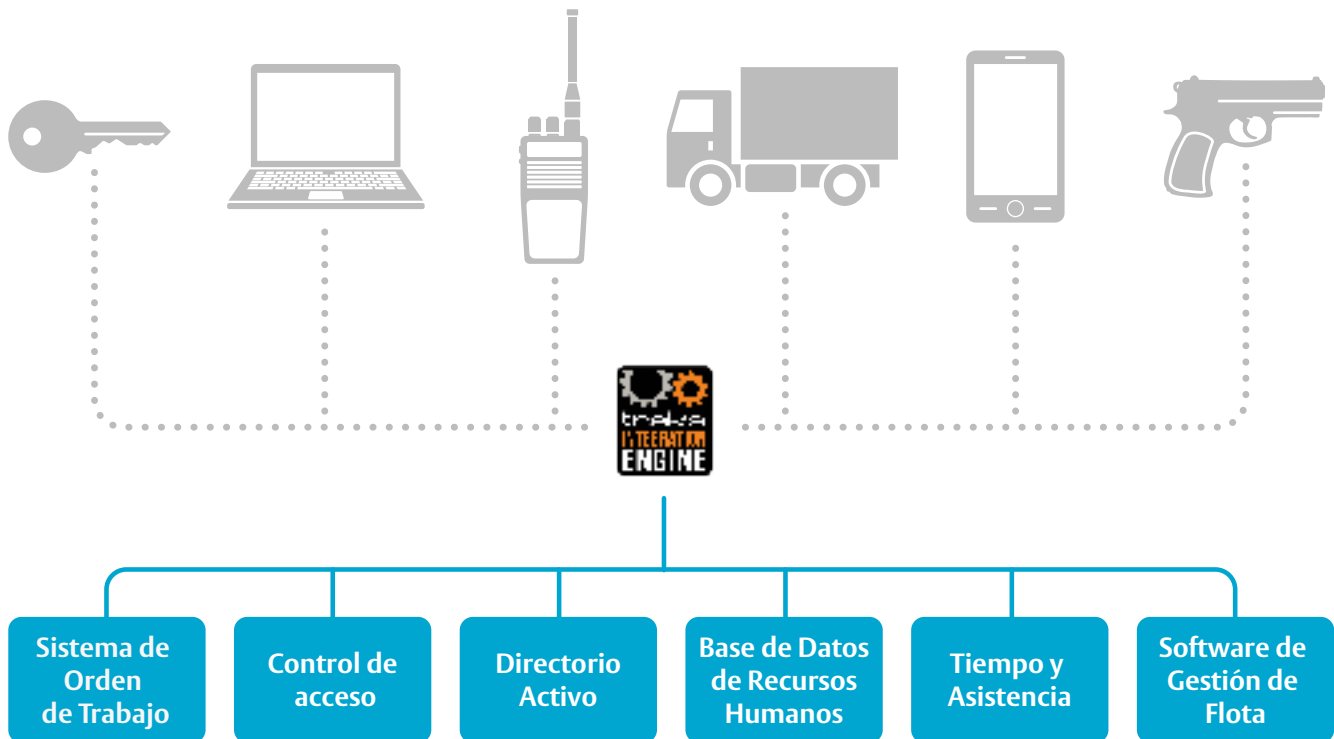 traka
INTEGRATION
ENGINE
Sistema de
Orden
de Trabajo
Control de
acceso
Directorio
Activo
Base de Datos
de Recursos
Humanos
Tiempo y
Asistencia
Software de
Gestión de
Flota